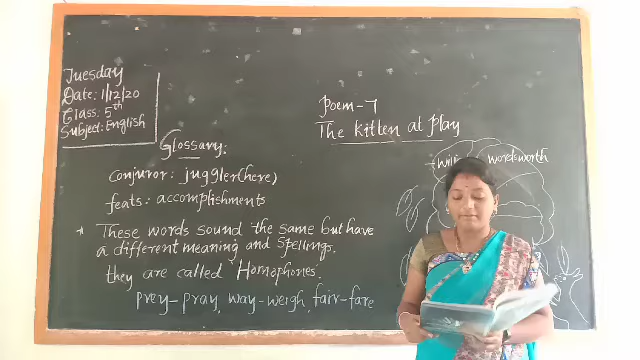 Tuesday
Date: 1/12/20
Class: 5th
Subject: English
Poem-7
The kitten at play
wordsworth
Glossary:
conjuror: juggler(here)
feats: accomplishments
* These words sound the same but have
a different meaning and spellings.
they are called Homophones.
prey-pray, way-weigh, fair-fare